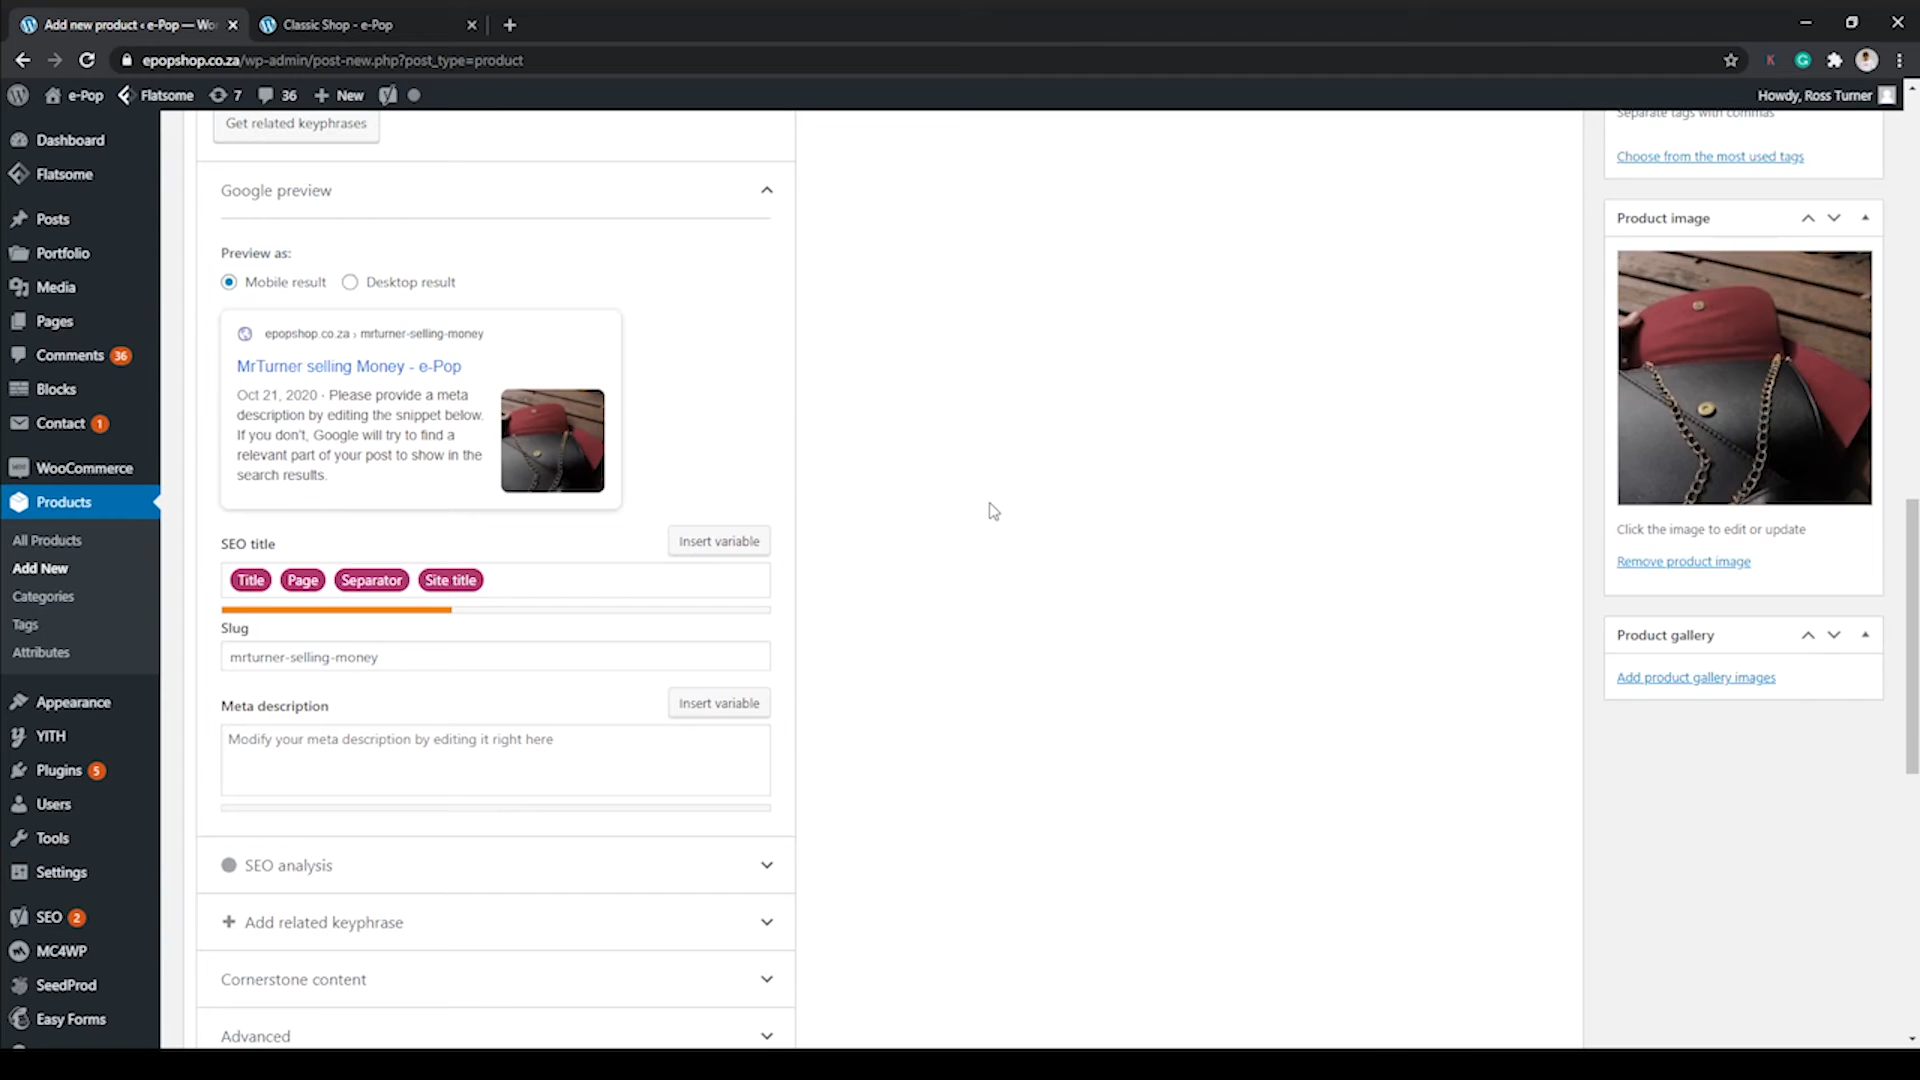 Add new product ‹ e-Pop — Wor
Classic Shop - e-Pop
epopshop.co.za/wp-admin/post-new.php?post_type=product
e-Pop
Flatsome
7
36
New
Howdy, Ross Turner
Dashboard
Flatsome
Posts
Portfolio
Media
Pages
Comments 36
Blocks
Contact 1
WooCommerce
Products
All Products
Add New
Categories
Tags
Attributes
Appearance
YITH
Plugins 5
Users
Tools
Settings
SEO 2
MC4WP
SeedProd
Easy Forms
Get related keyphrases
Google preview
Preview as:
Mobile result
Desktop result
epopshop.co.za › mrturner-selling-money
MrTurner selling Money - e-Pop
Oct 21, 2020 · Please provide a meta
description by editing the snippet below.
If you don't, Google will try to find a
relevant part of your post to show in the
search results.
SEO title
Insert variable
Title Page Separator Site title
Slug
mrturner-selling-money
Meta description
Insert variable
Modify your meta description by editing it right here
SEO analysis
Add related keyphrase
Cornerstone content
Advanced
Separate tags with commas
Choose from the most used tags
Product image
Click the image to edit or update
Remove product image
Product gallery
Add product gallery images